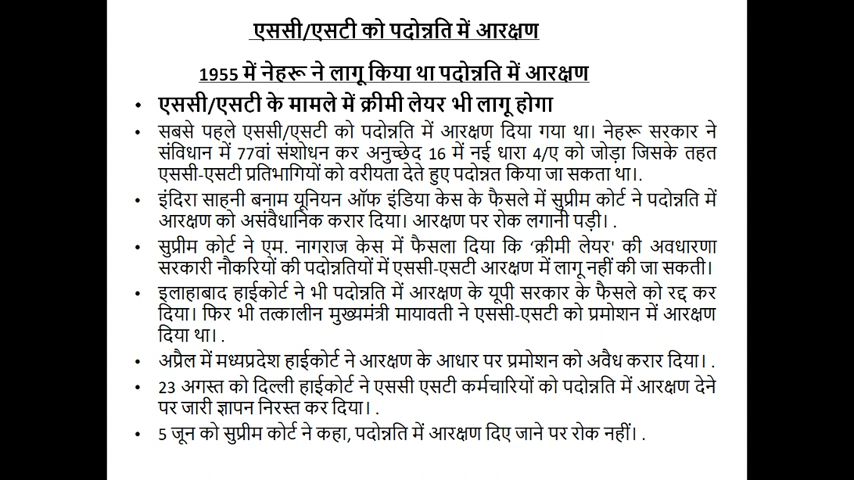 एससी/एसटी को पदोन्नति में आरक्षण
1955 में नेहरू ने लागू किया था पदोन्नति में आरक्षण
• एससी/एसटी के मामले में क्रीमी लेयर भी लागू होगा
• सबसे पहले एससी/एसटी को पदोन्नति में आरक्षण दिया गया था। नेहरू सरकार ने
संविधान में 77वां संशोधन कर अनुच्छेद 16 में नई धारा 4/ए को जोड़ा जिसके तहत
एससी-एसटी प्रतिभागियों को वरीयता देते हुए पदोन्नत किया जा सकता था।.
• इंदिरा साहनी बनाम यूनियन ऑफ इंडिया केस के फैसले में सुप्रीम कोर्ट ने पदोन्नति में
आरक्षण को असंवैधानिक करार दिया। आरक्षण पर रोक लगानी पड़ी। .
• सुप्रीम कोर्ट ने एम. नागराज केस में फैसला दिया कि ‘क्रीमी लेयर' की अवधारणा
सरकारी नौकरियों की पदोन्नतियों में एससी-एसटी आरक्षण में लागू नहीं की जा सकती।
• इलाहाबाद हाईकोर्ट ने भी पदोन्नति में आरक्षण के यूपी सरकार के फैसले को रद्द कर
दिया। फिर भी तत्कालीन मुख्यमंत्री मायावती ने एससी-एसटी को प्रमोशन में आरक्षण
दिया था। .
• अप्रैल में मध्यप्रदेश हाईकोर्ट ने आरक्षण के आधार पर प्रमोशन को अवैध करार दिया। .
• 23 अगस्त को दिल्ली हाईकोर्ट ने एससी एसटी कर्मचारियों को पदोन्नति में आरक्षण देने
पर जारी ज्ञापन निरस्त कर दिया। .
• 5 जून को सुप्रीम कोर्ट ने कहा, पदोन्नति में आरक्षण दिए जाने पर रोक नहीं। .